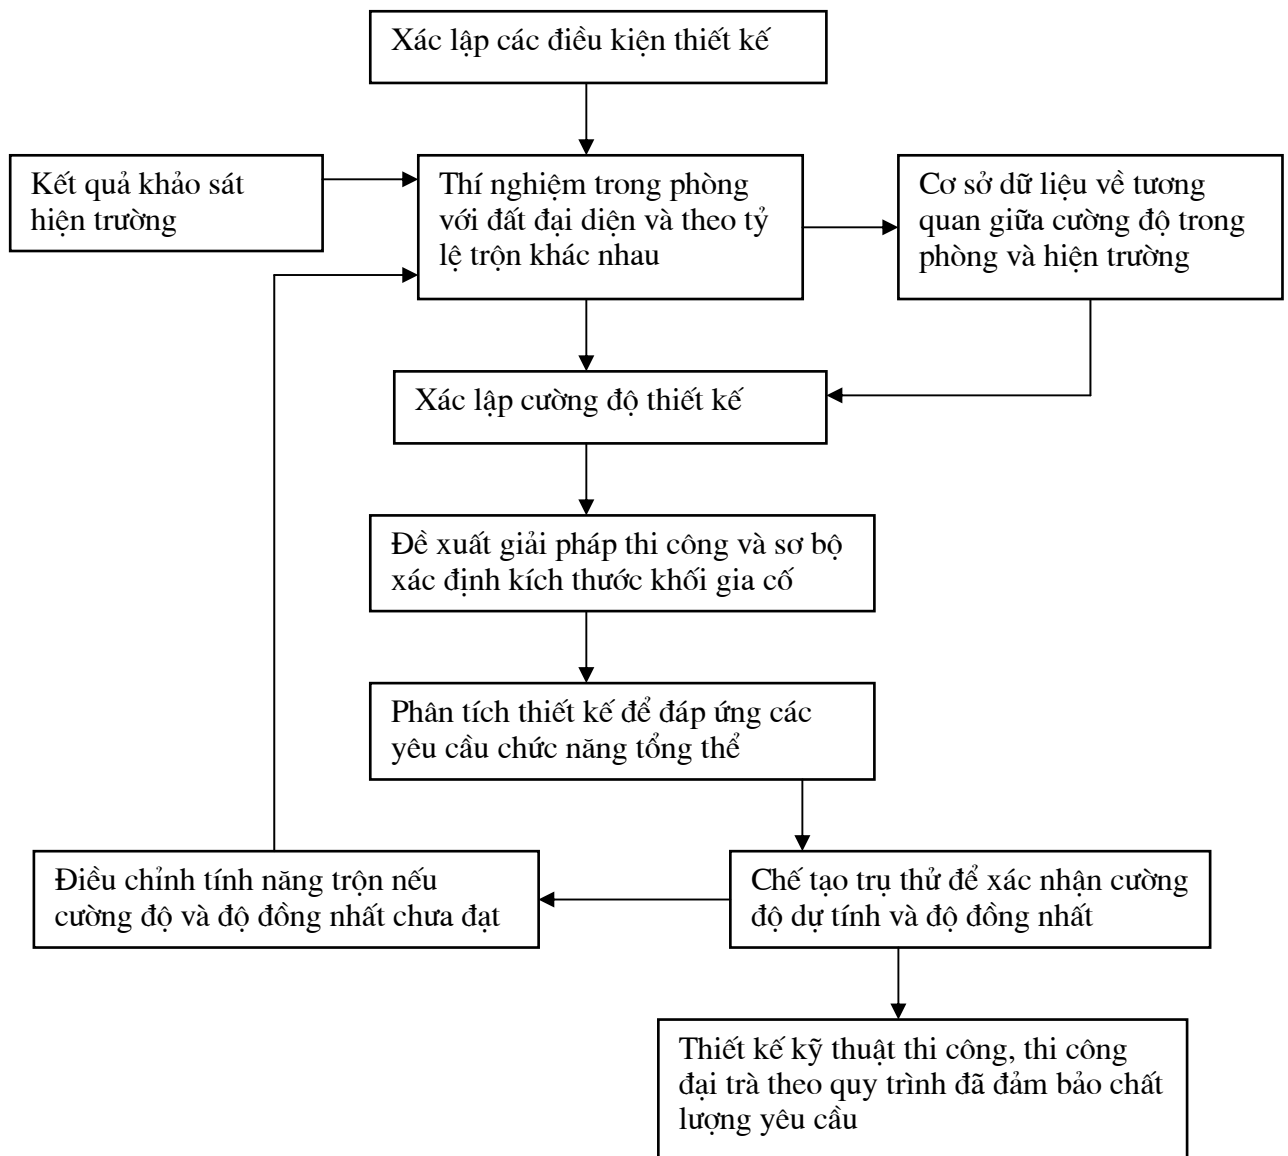 Xác lập các điều kiện thiết kế
Kết quả khảo sát
hiện trường
Thí nghiệm trong phòng
với đất đại diện và theo tỷ
lệ trộn khác nhau
Cơ sở dữ liệu về tương
quan giữa cường độ trong
phòng và hiện trường
Xác lập cường độ thiết kế
Đề xuất giải pháp thi công và sơ bộ
xác định kích thước khối gia cố
Phân tích thiết kế để đáp ứng các
yêu cầu chức năng tổng thể
Điều chỉnh tính năng trộn nếu
cường độ và độ đồng nhất chưa đạt
Chế tạo trụ thử để xác nhận cường
độ dự tính và độ đồng nhất
Thiết kế kỹ thuật thi công, thi công
đại trà theo quy trình đã đảm bảo chất
lượng yêu cầu